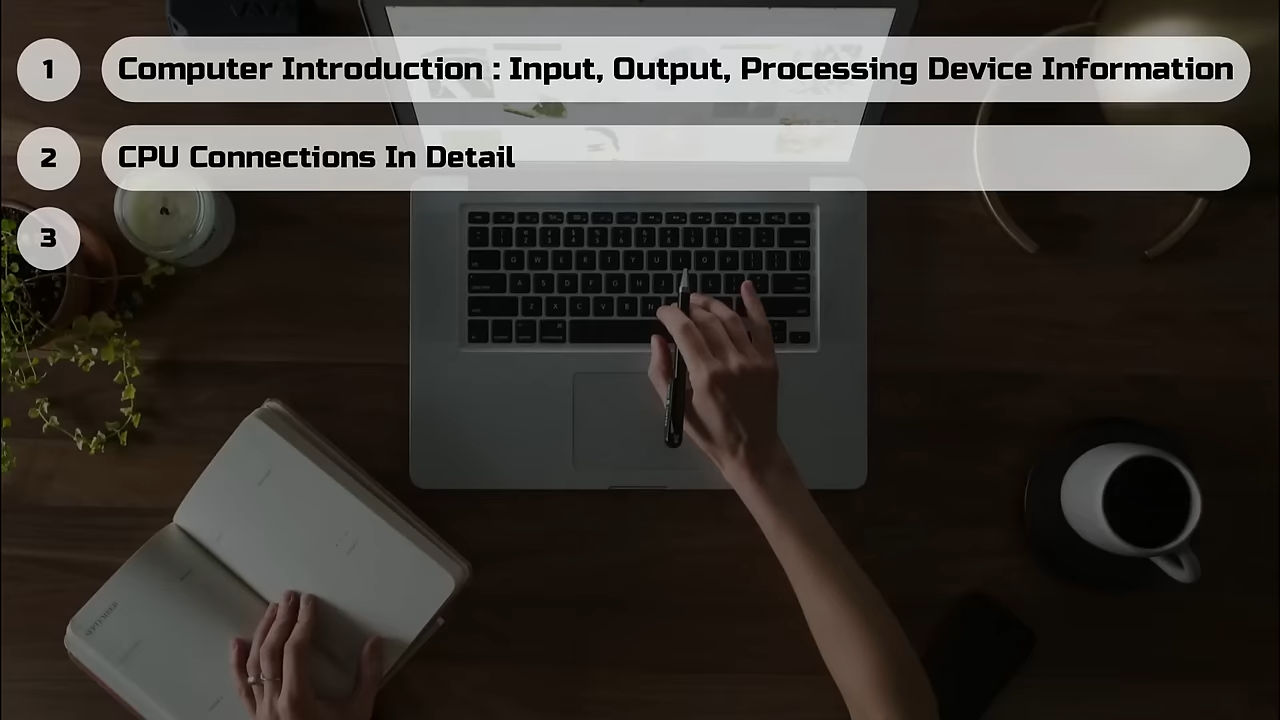 1 Computer Introduction : Input, Output, Processing Device Information
2 CPU Connections In Detail
3